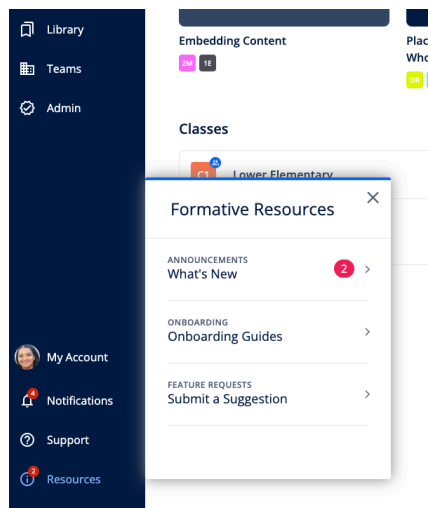 Library
Teams
Admin
My Account
4
Notifications
Support
2
Resources
Embedding Content
2M 1E
Plac
Who
DR
Classes
C1 Lower Elementary
Formative Resources
ANNOUNCEMENTS
What's New 2
ONBOARDING
Onboarding Guides
FEATURE REQUESTS
Submit a Suggestion